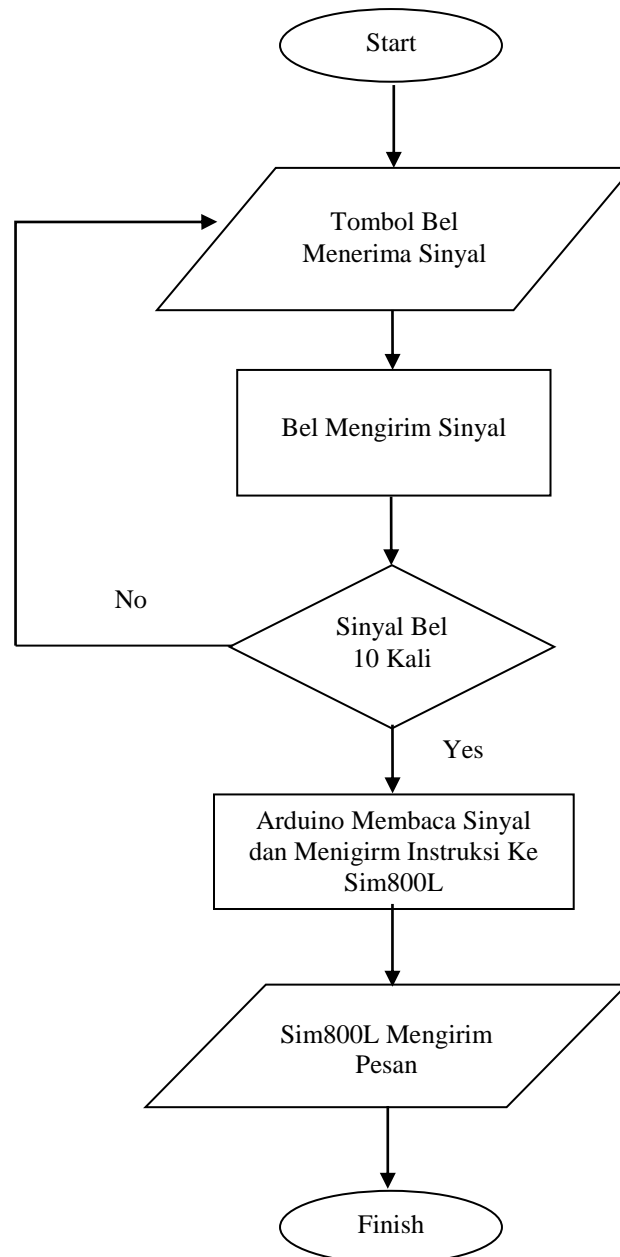 Start
Tombol Bel
Menerima Sinyal
Bel Mengirim Sinyal
No
Sinyal Bel
10 Kali
Yes
Arduino Membaca Sinyal
dan Menigirm Instruksi Ke
Sim800L
Sim800L Mengirim
Pesan
Finish